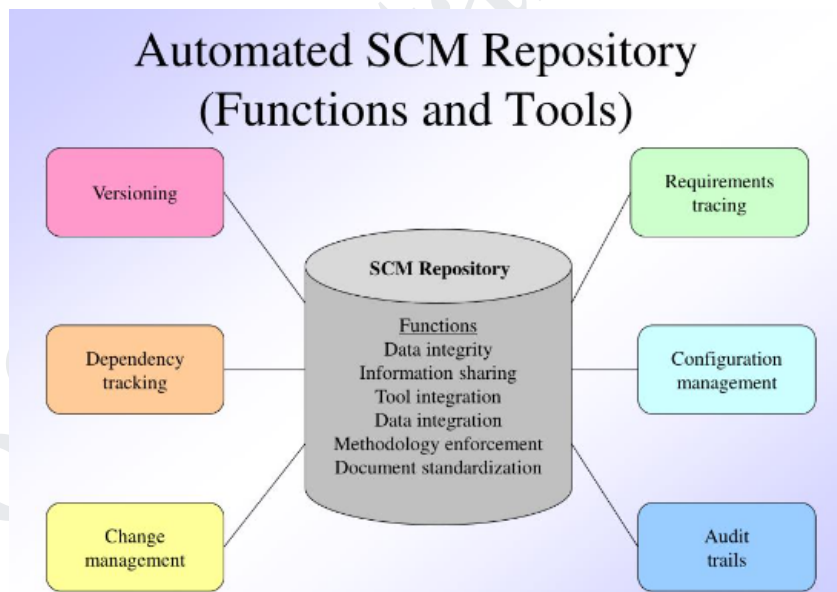 Automated SCM Repository
(Functions and Tools)
Versioning
Requirements
tracing
SCM Repository
Functions
Data integrity
Information sharing
Tool integration
Data integration
Methodology enforcement
Document standardization
Dependency
tracking
Configuration
management
Change
management
Audit
trails